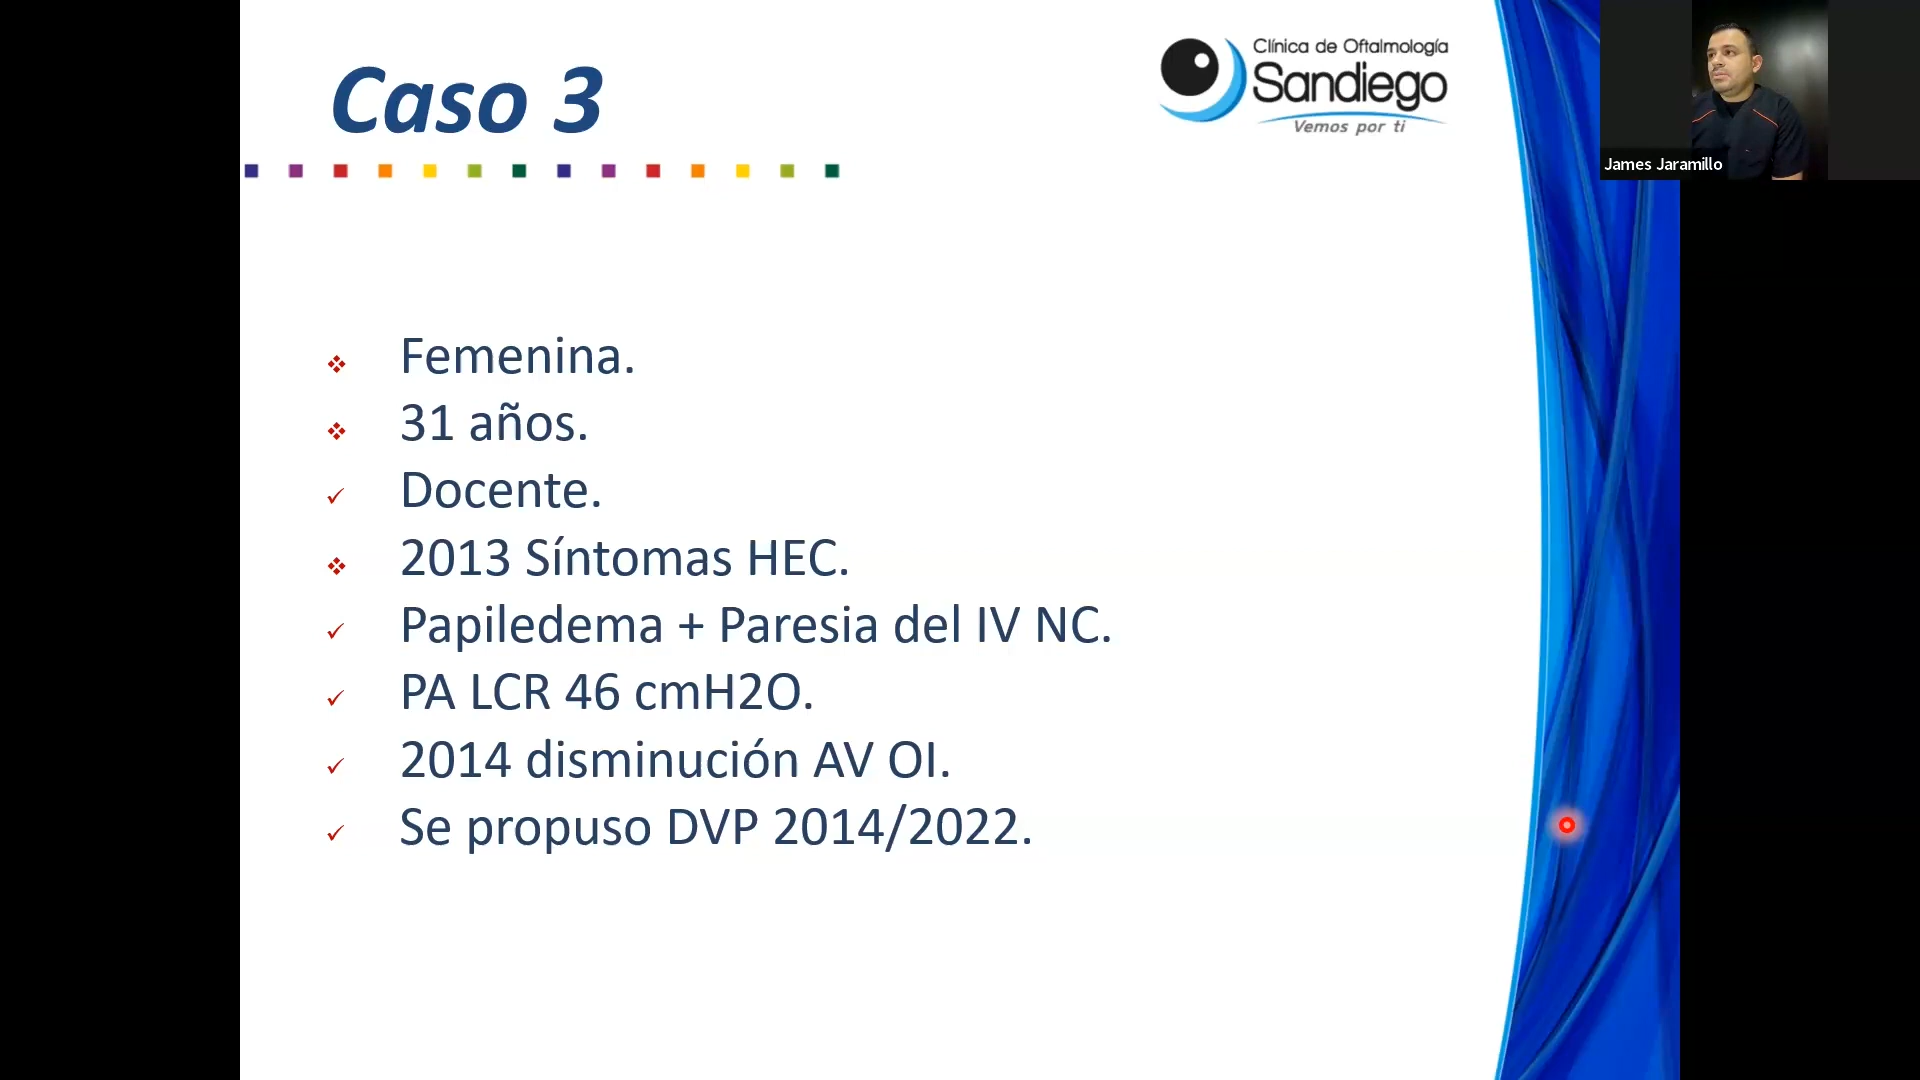 Caso 3
Clínica de Oftalmología
Sandiego
Vemos por ti
James Jaramillo
Femenina.
31 años.
Docente.
2013 Síntomas HEC.
Papiledema + Paresia del IV NC.
PA LCR 46 cmH2O.
2014 disminución AV OI.
Se propuso DVP 2014/2022.